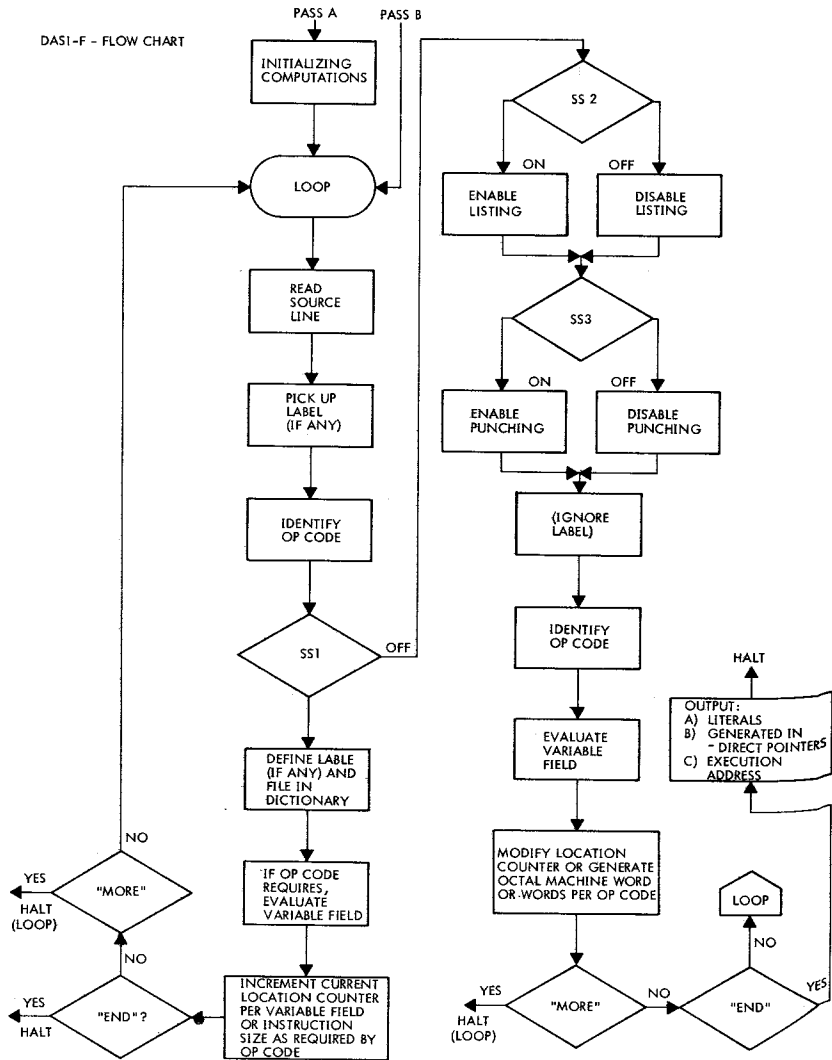 PASS A
PASS B
DAS1-F - FLOW CHART
INITIALIZING
COMPUTATIONS
LOOP
READ
SOURCE
LINE
PICK UP
LABEL
(IF ANY)
IDENTIFY
OP CODE
SS1
OFF
DEFINE LABLE
(IF ANY) AND
FILE IN
DICTIONARY
IF OP CODE
REQUIRES,
EVALUATE
VARIABLE FIELD
INCREMENT CURRENT
LOCATION COUNTER
PER VARIABLE FIELD
OR INSTRUCTION
SIZE AS REQUIRED BY
OP CODE
"END"?
YES
HALT
NO
"MORE"
YES
HALT
(LOOP)
NO
SS 2
ON
OFF
ENABLE
LISTING
DISABLE
LISTING
SS3
ON
OFF
ENABLE
PUNCHING
DISABLE
PUNCHING
(IGNORE
LABEL)
IDENTIFY
OP CODE
EVALUATE
VARIABLE
FIELD
MODIFY LOCATION
COUNTER OR GENERATE
OCTAL MACHINE WORD
OR WORDS PER OP CODE
"MORE"
YES
HALT
(LOOP)
NO
"END"
NO
LOOP
YES
OUTPUT:
A) LITERALS
B) GENERATED IN
- DIRECT POINTERS
C) EXECUTION
ADDRESS
HALT